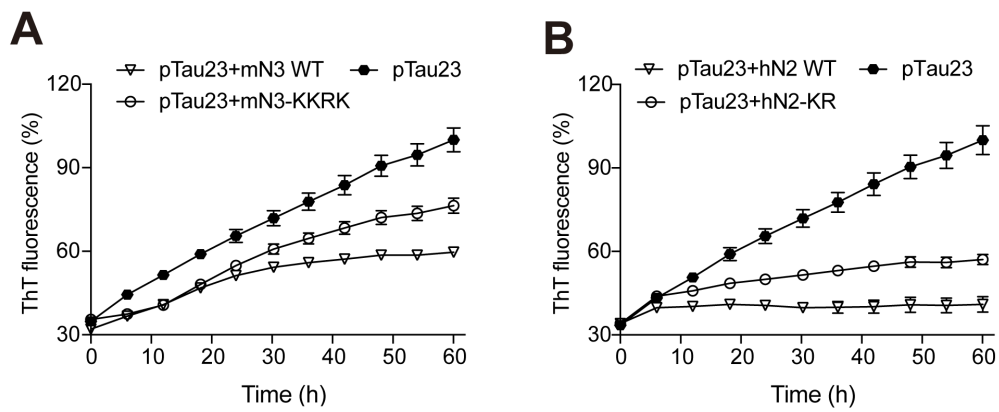 A
pTau23+mN3 WT
pTau23
pTau23+mN3-KKRK
ThT fluorescence (%)
120
90
60
30
0
10
20
30
40
50
60
Time (h)
B
pTau23+hN2 WT
pTau23
pTau23+hN2-KR
ThT fluorescence (%)
120
90
60
30
0
10
20
30
40
50
60
Time (h)